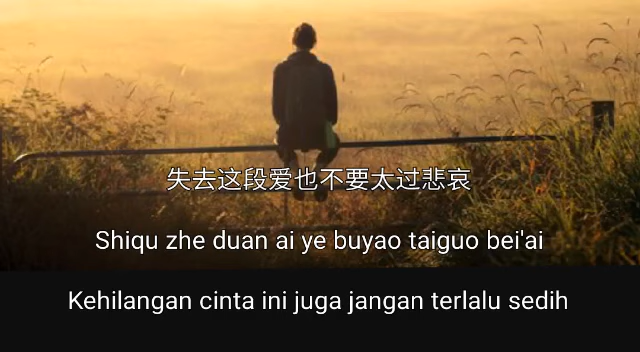 失去这段爱也不要太过悲哀
Shiqu zhe duan ai ye buyao taiguo bei'ai
Kehilangan cinta ini juga jangan terlalu sedih